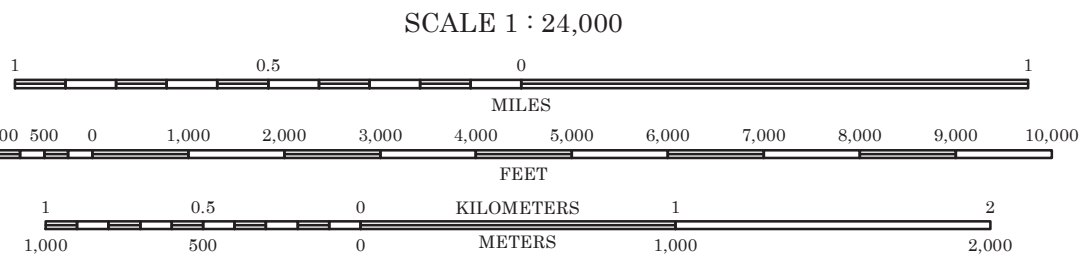 SCALE 1 : 24,000
1 0.5 0 1
MILES
500 0 1,000 2,000 3,000 4,000 5,000 6,000 7,000 8,000 9,000 10,000
FEET
1 0.5 0 KILOMETERS 1 2
1,000 500 0 METERS 1,000 2,000